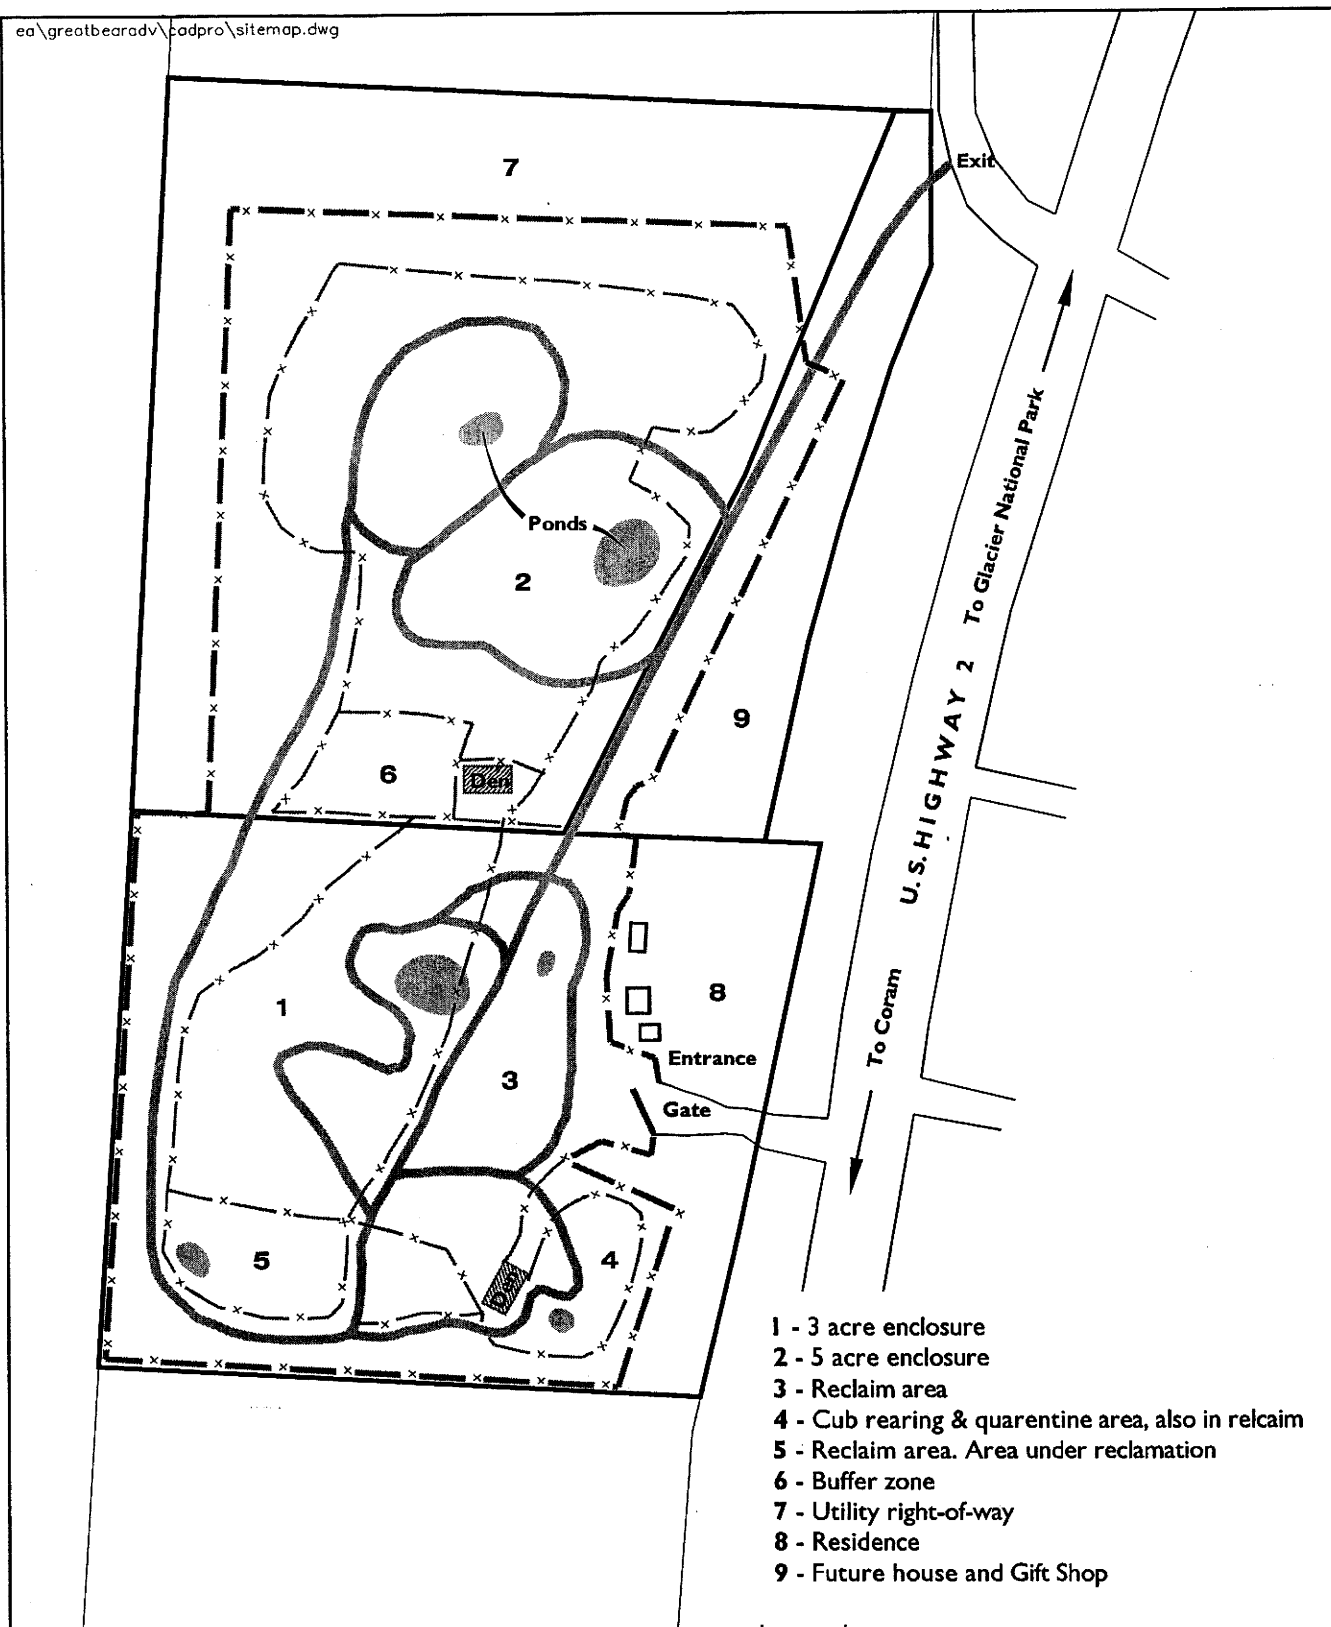 ea\greatbearadv\cadpro\sitemap.dwg
Exit
7
To Glacier National Park
Ponds
2
9
U.S. HIGHWAY 2
6
Den
1
8
To Coram
Entrance
3
Gate
5
4
Den
1 - 3 acre enclosure
2 - 5 acre enclosure
3 - Reclaim area
4 - Cub rearing & quarentine area, also in relcaim
5 - Reclaim area. Area under reclamation
6 - Buffer zone
7 - Utility right-of-way
8 - Residence
9 - Future house and Gift Shop